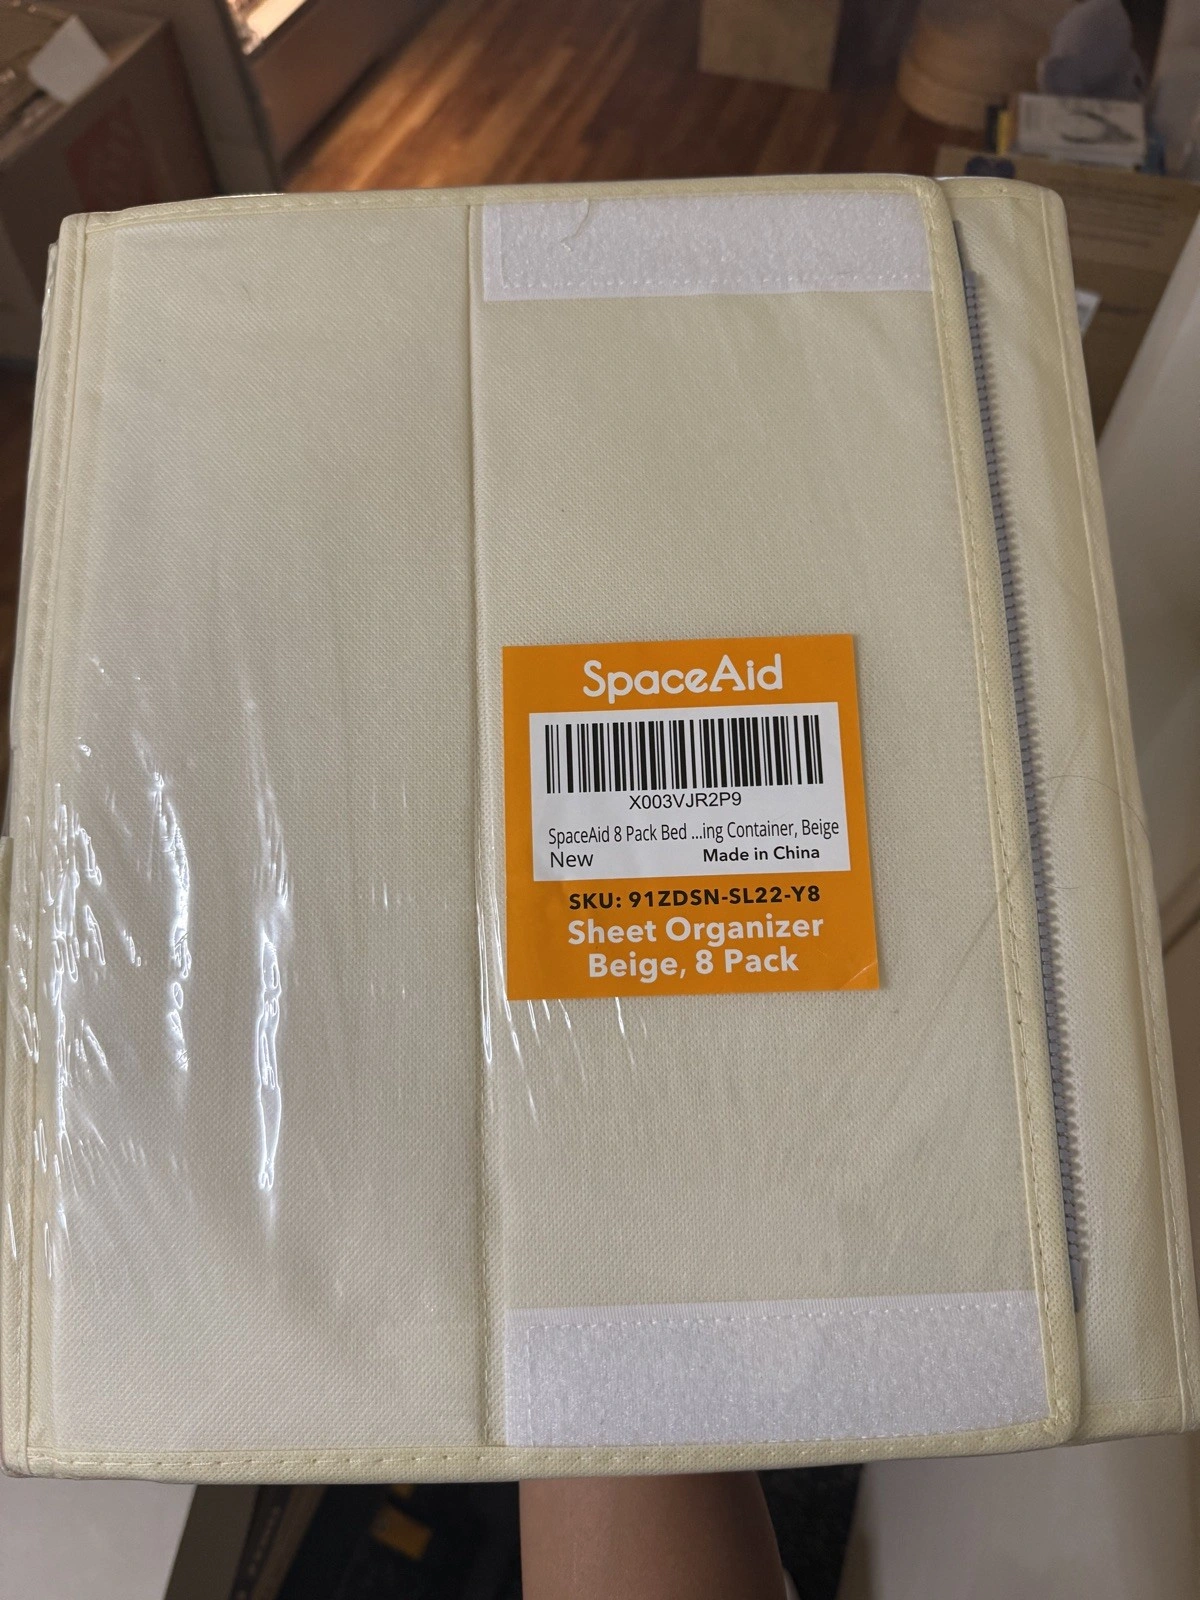 SpaceAid
X003VJR2P9
SpaceAid 8 Pack Bed ...ing Container, Beige
New
Made in China
SKU: 91ZDSN-SL22-Y8
Sheet Organizer
Beige, 8 Pack